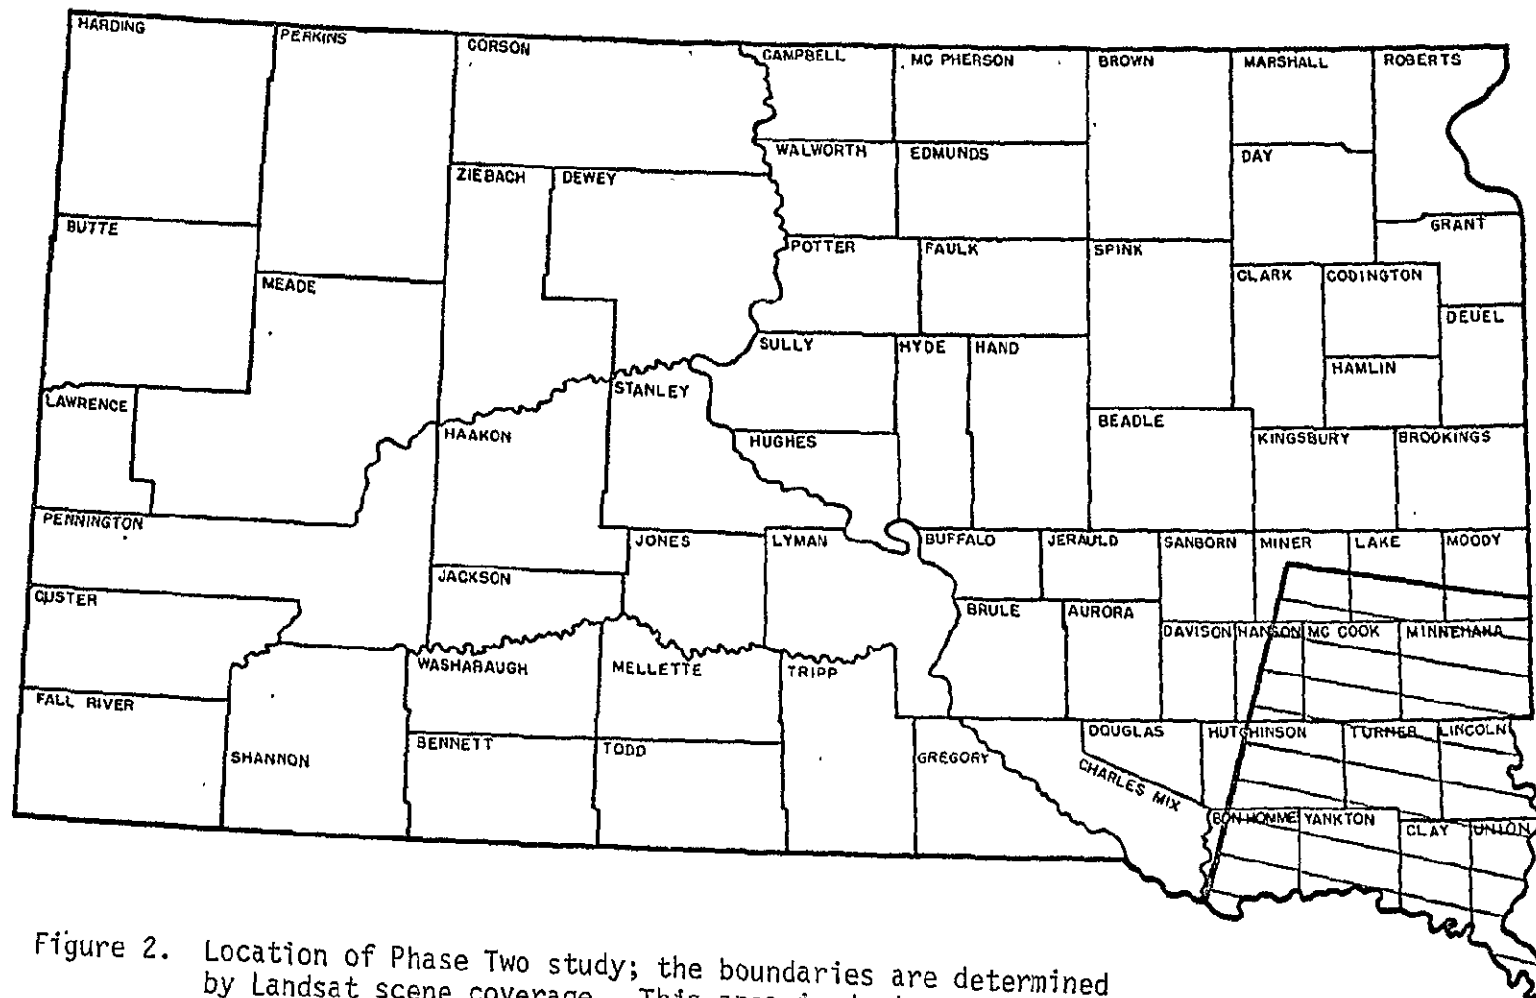 HARDING
PERKINS
CORSON
CAMPBELL
MC PHERSON
BROWN
MARSHALL
ROBERTS
WALWORTH
EDMUNDS
DAY
ZIEBACH
DEWEY
BUTTE
GRANT
POTTER
FAULK
SPINK
CLARK
CODINGTON
MEADE
DEUEL
SULLY
HYDE
HAND
HAMLIN
STANLEY
LAWRENCE
BEADLE
HAAKON
HUGHES
KINGSBURY
BROOKINGS
PENNINGTON
JONES
LYMAN
BUFFALO
JERAULD
SANBORN
MINER
LAKE
MOODY
JACKSON
CUSTER
BRULE
AURORA
DAVISON
HANSON
MC COOK
MINNEHAHA
WASHABAUGH
MELLETTE
TRIPP
FALL RIVER
DOUGLAS
HUTCHINSON
TURNER
LINCOLN
SHANNON
BENNETT
TODD
GREGORY
CHARLES MIX
BON HOMME
YANKTON
CLAY
UNION
Figure 2. Location of Phase Two study; the boundaries are determined
by Landsat scene coverage. This